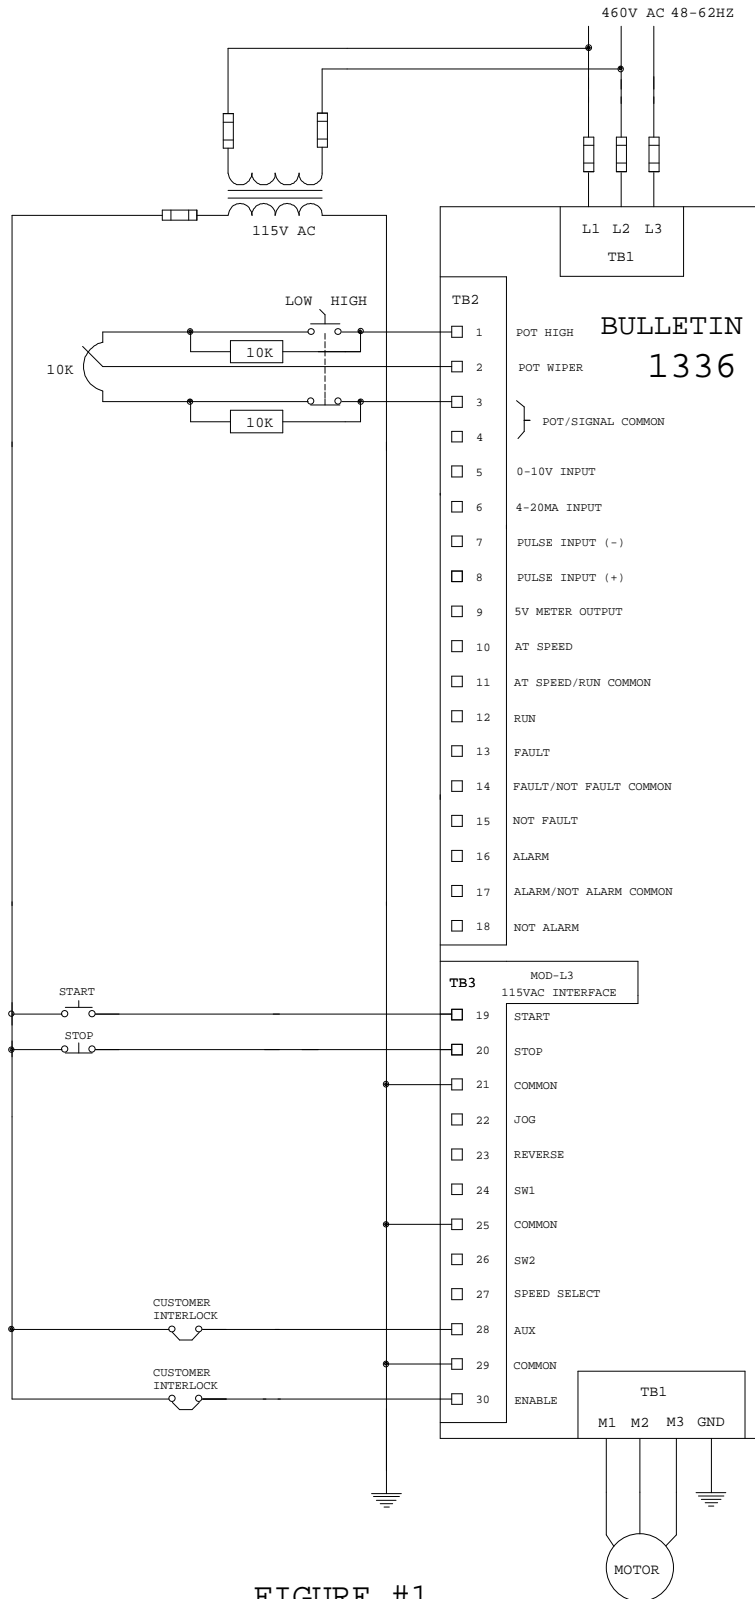 460V AC 48-62HZ
L1 L2 L3
TB1
115V AC
TB2
LOW HIGH
BULLETIN
1336
10K
10K
10K
1 POT HIGH
2 POT WIPER
3
POT/SIGNAL COMMON
4
5 0-10V INPUT
6 4-20MA INPUT
7 PULSE INPUT (-)
8 PULSE INPUT (+)
9 5V METER OUTPUT
10 AT SPEED
11 AT SPEED/RUN COMMON
12 RUN
13 FAULT
14 FAULT/NOT FAULT COMMON
15 NOT FAULT
16 ALARM
17 ALARM/NOT ALARM COMMON
18 NOT ALARM
TB3
MOD-L3
115VAC INTERFACE
START
19 START
STOP
20 STOP
21 COMMON
22 JOG
23 REVERSE
24 SW1
25 COMMON
26 SW2
27 SPEED SELECT
CUSTOMER
INTERLOCK
28 AUX
29 COMMON
CUSTOMER
INTERLOCK
30 ENABLE
TB1
M1 M2 M3 GND
MOTOR
FIGURE #1